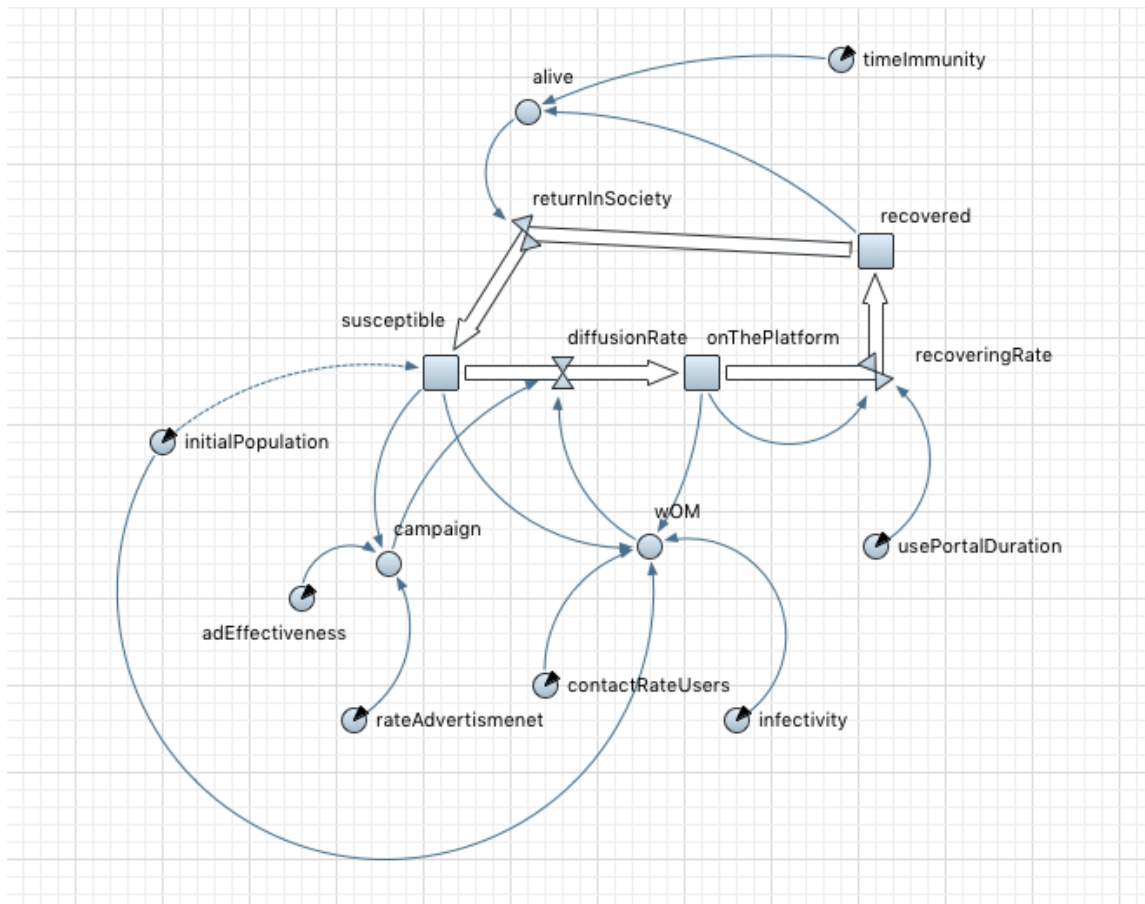 timeImmunity
alive
returnInSociety
recovered
susceptible
diffusionRate
onThePlatform
recoveringRate
initialPopulation
campaign
wOM
usePortalDuration
adEffectiveness
contactRateUsers
rateAdvertismenet
infectivity